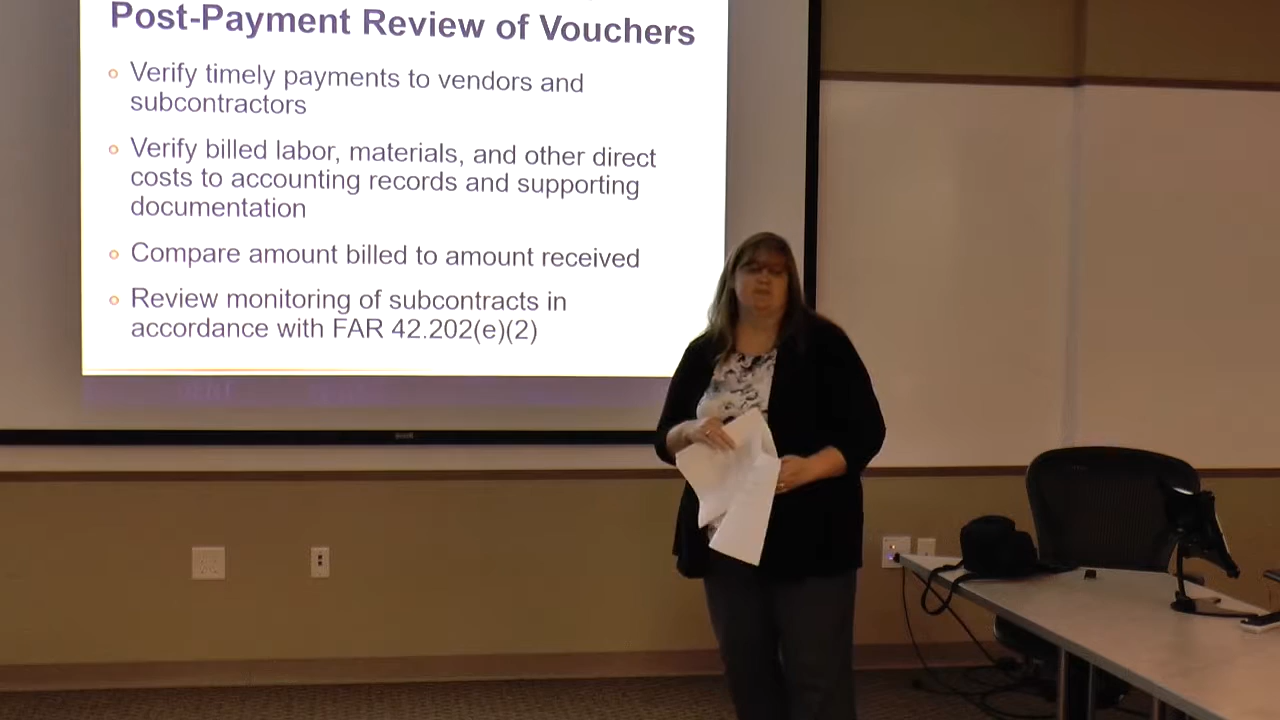 Post-Payment Review of Vouchers
Verify timely payments to vendors and
subcontractors
Verify billed labor, materials, and other direct
costs to accounting records and supporting
documentation
Compare amount billed to amount received
Review monitoring of subcontracts in
accordance with FAR 42.202(e)(2)